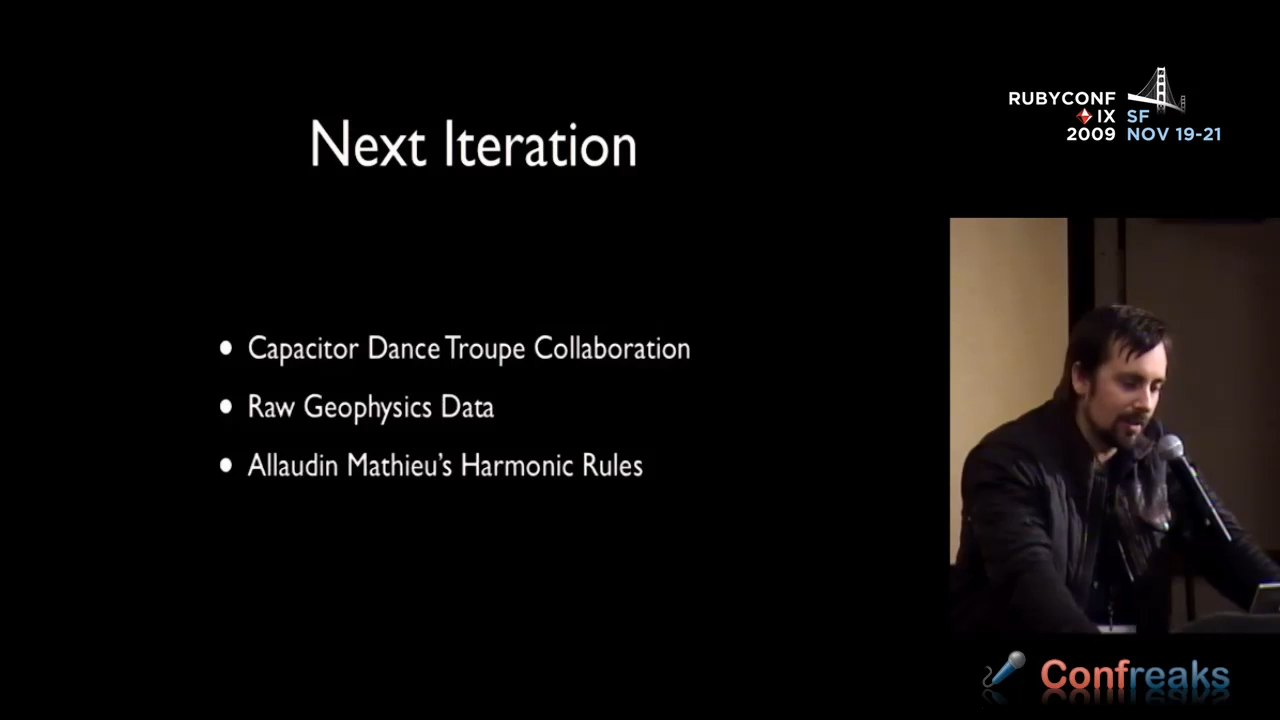 Next Iteration
• Capacitor Dance Troupe Collaboration
• Raw Geophysics Data
• Allaudin Mathieu's Harmonic Rules
RUBYCONF
IX SF
2009 NOV 19-21
Confreaks